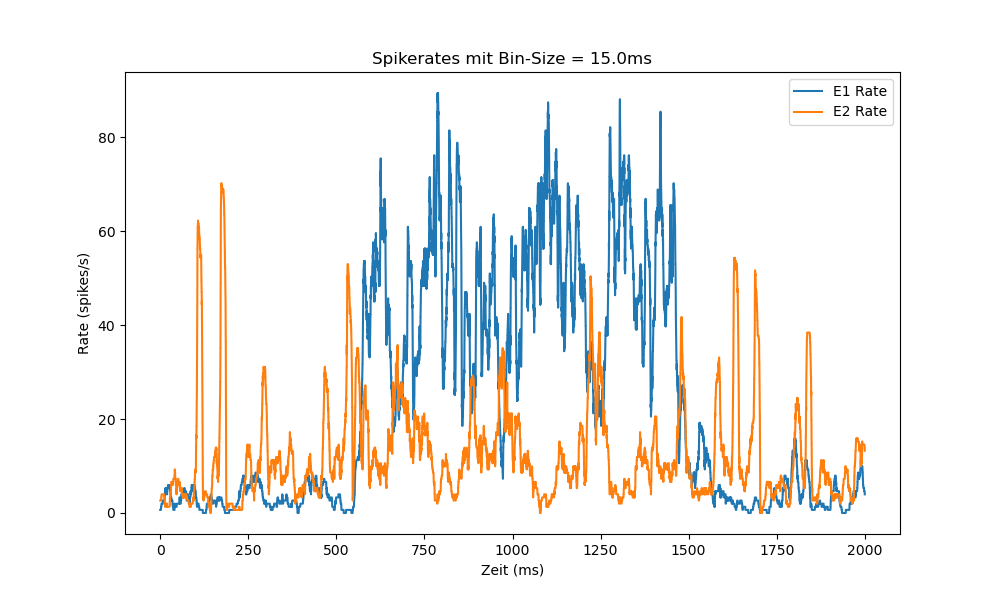 Spikerates mit Bin-Size = 15.0ms
E1 Rate
E2 Rate
Rate (spikes/s)
80
60
40
20
0
0 250 500 750 1000 1250 1500 1750 2000
Zeit (ms)